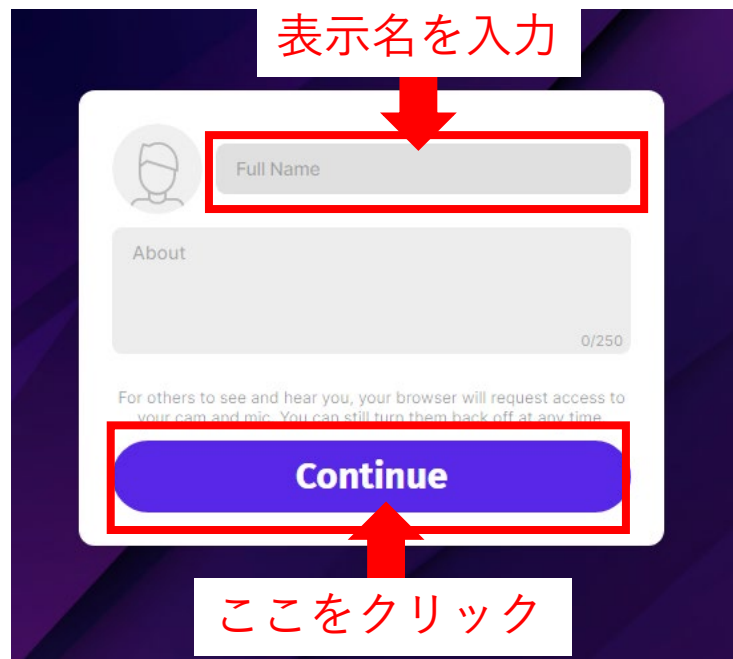 表示名を入力
Full Name
About
0/250
For others to see and hear you, your browser will request access to
your cam and mic. You can still turn them back off at any time
Continue
ここをクリック